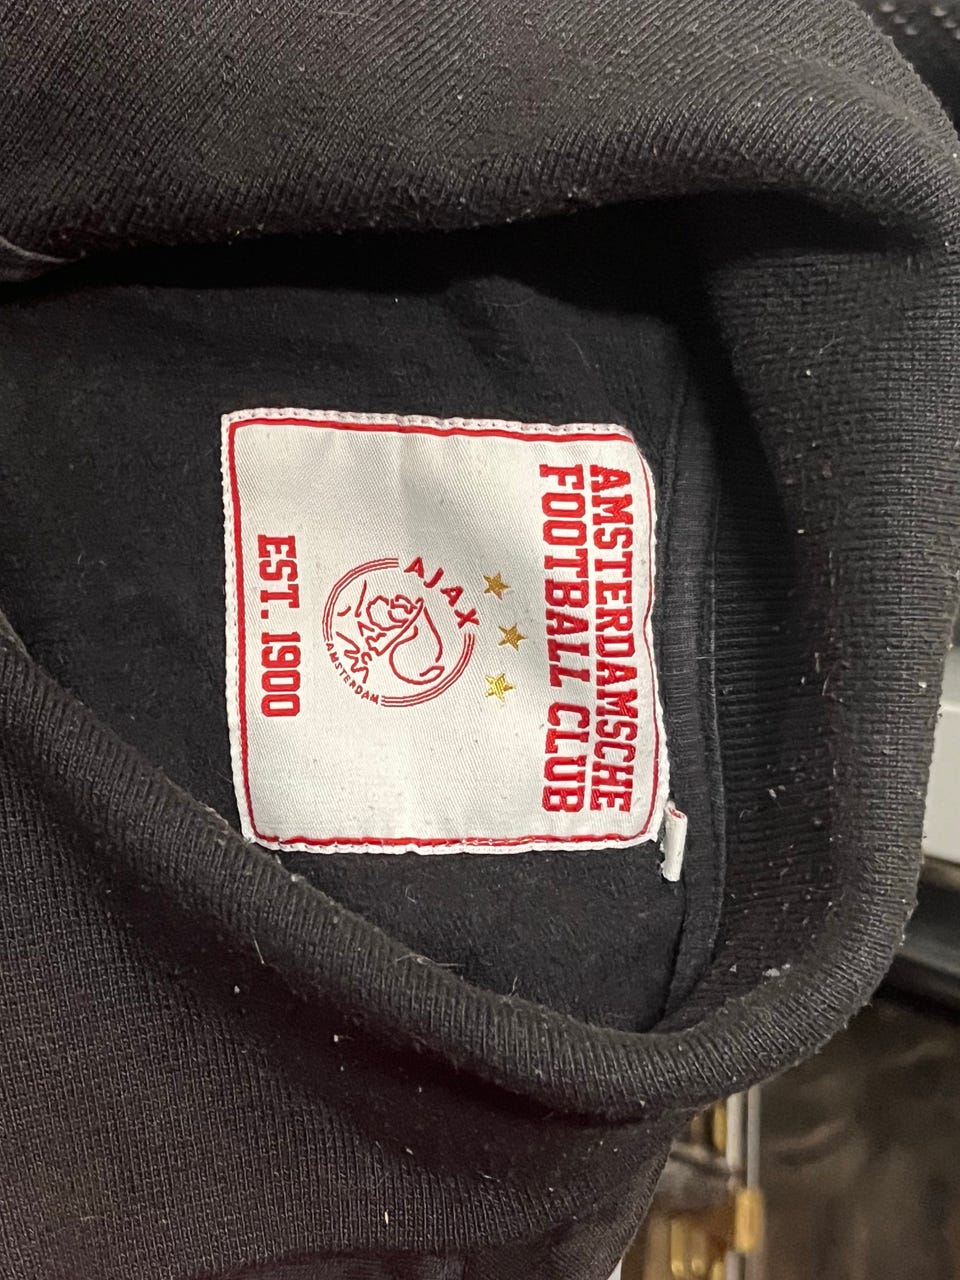 AMSTERDAMSCHE
FOOTBALL CLUB
AJAX
AMSTERDAM
EST. 1900